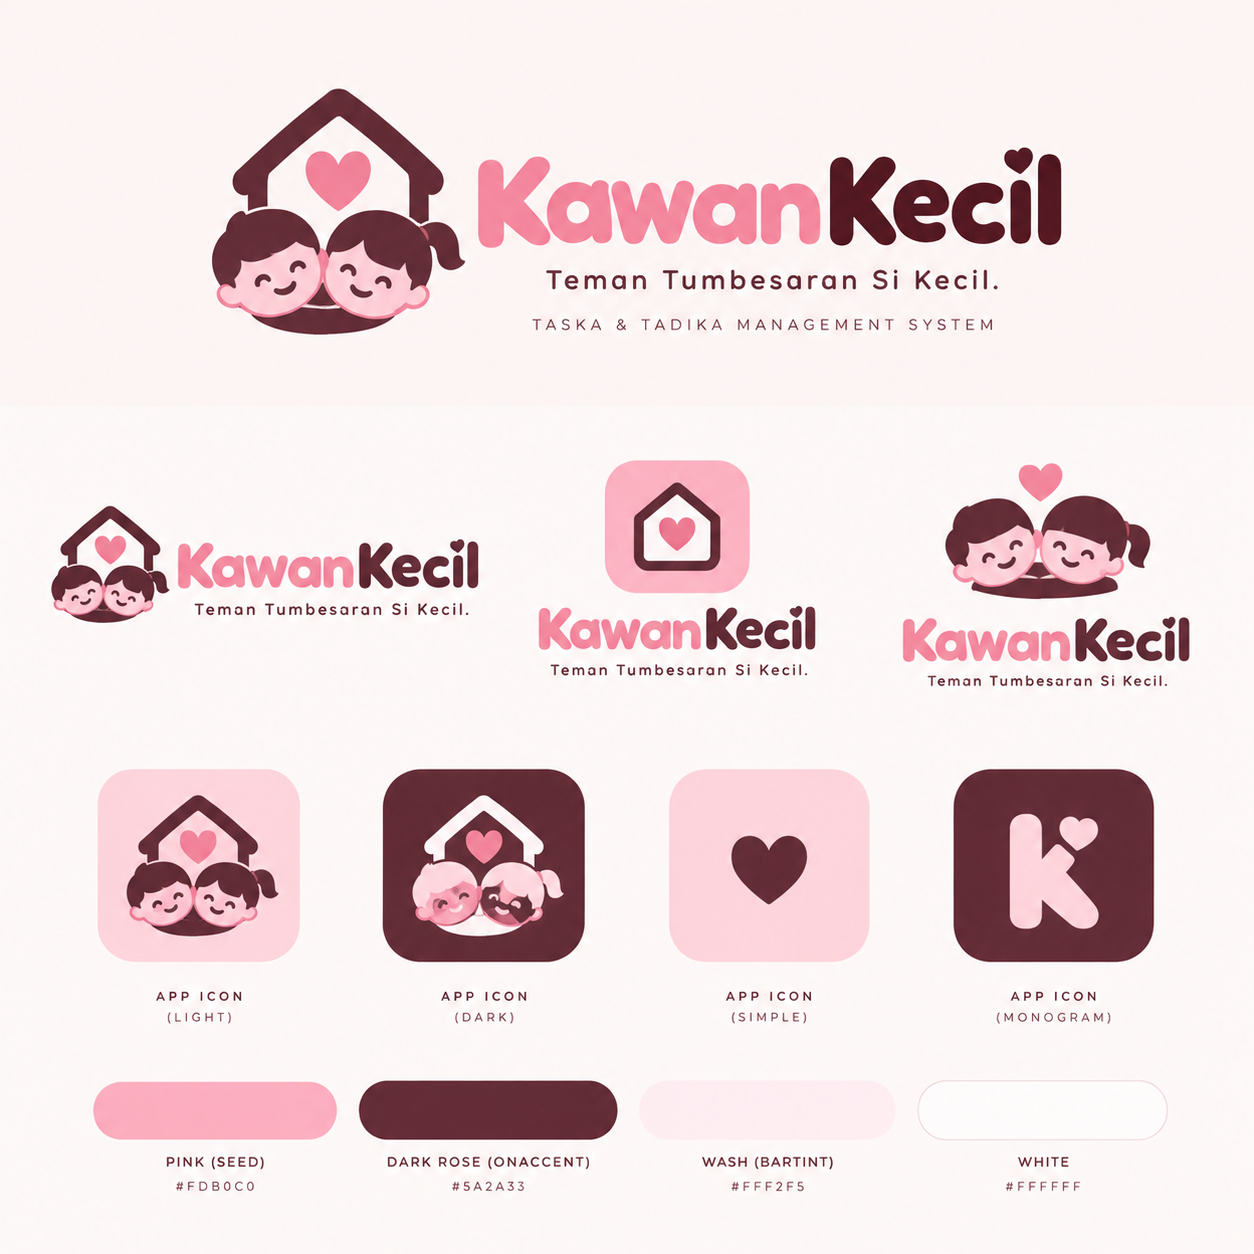 KawanKecil
Teman Tumbesaran Si Kecil.
TASKA & TADIKA MANAGEMENT SYSTEM
KawanKecil
Teman Tumbesaran Si Kecil.
KawanKecil
Teman Tumbesaran Si Kecil.
KawanKecil
Teman Tumbesaran Si Kecil.
K
APP ICON
(LIGHT)
APP ICON
(DARK)
APP ICON
(SIMPLE)
APP ICON
(MONOGRAM)
PINK (SEED)
#FDB0C0
DARK ROSE (ONACCENT)
#5A2A33
WASH (BARTINT)
#FFF2F5
WHITE
#FFFFFF